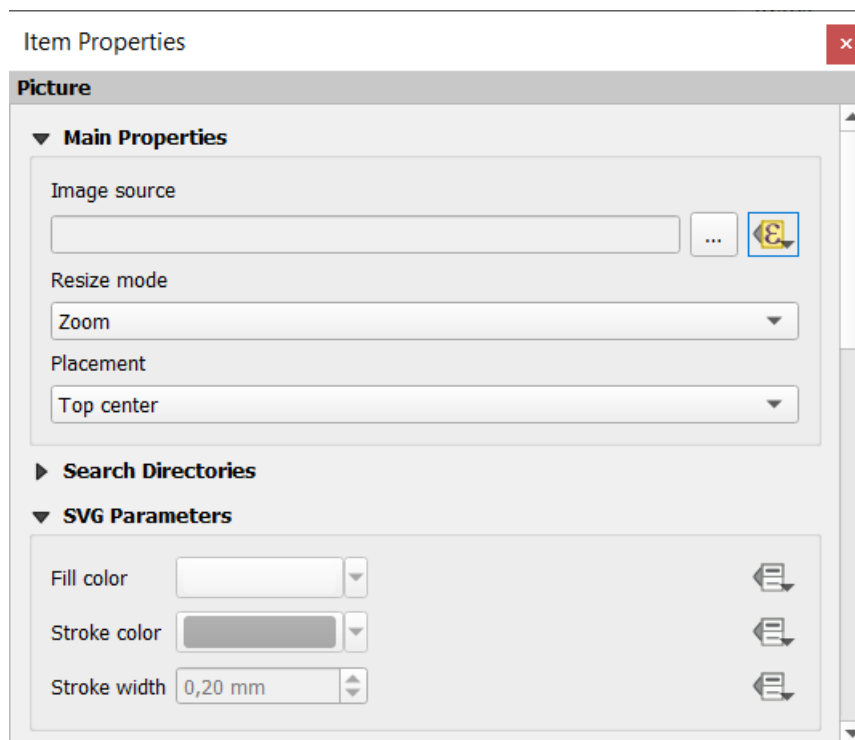 Item Properties
Picture
Main Properties
Image source
... ε
Resize mode
Zoom
Placement
Top center
Search Directories
SVG Parameters
Fill color
Stroke color
Stroke width 0,20 mm